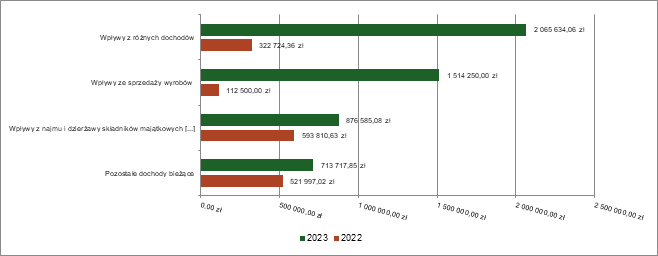 Wpływy z różnych dochodów
2 065 634,06 zł
322 724,36 zł
Wpływy ze sprzedaży wyrobów
1 514 250,00 zł
112 500,00 zł
Wpływy z najmu i dzierżawy składników majątkowych [...]
876 585,08 zł
593 810,63 zł
Pozostałe dochody bieżące
713 717,85 zł
521 997,02 zł
0,00 zł
500 000,00 zł
1 000 000,00 zł
1 500 000,00 zł
2 000 000,00 zł
2 500 000,00 zł
2023 2022